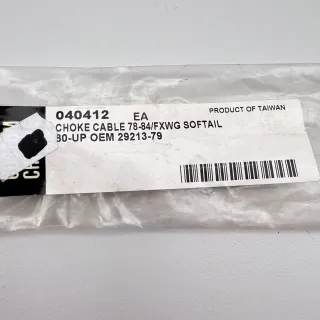 040412 EA
PRODUCT OF TAIWAN
CHOKE CABLE 78-84/FXWG SOFTAIL
80-UP OEM 29213-79